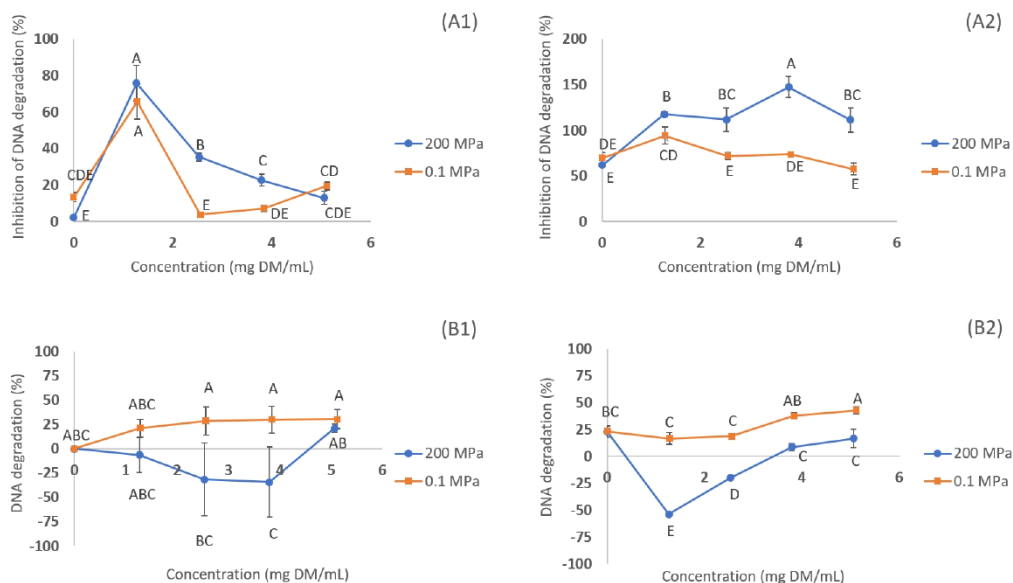 (A1)
Inhibition of DNA degradation (%)
100
80
60
40
20
0
0 2 4 6
Concentration (mg DM/mL)
A
A
B
C
CD
CDE
E
E
DE
CDE
200 MPa
0.1 MPa
(A2)
Inhibition of DNA degradation (%)
200
150
100
50
0
0 2 4 6
Concentration (mg DM/mL)
A
B
BC
BC
DE
CD
E
E
DE
E
200 MPa
0.1 MPa
(B1)
DNA degradation (%)
100
75
50
25
0
-25
-50
-75
-100
0 1 2 3 4 5 6
Concentration (mg DM/mL)
ABC
ABC
A
A
A
ABC
BC
C
AB
200 MPa
0.1 MPa
(B2)
DNA degradation (%)
100
75
50
25
0
-25
-50
-75
-100
0 2 4 6
Concentration (mg DM/mL)
BC
C
C
AB
A
E
D
C
C
200 MPa
0.1 MPa